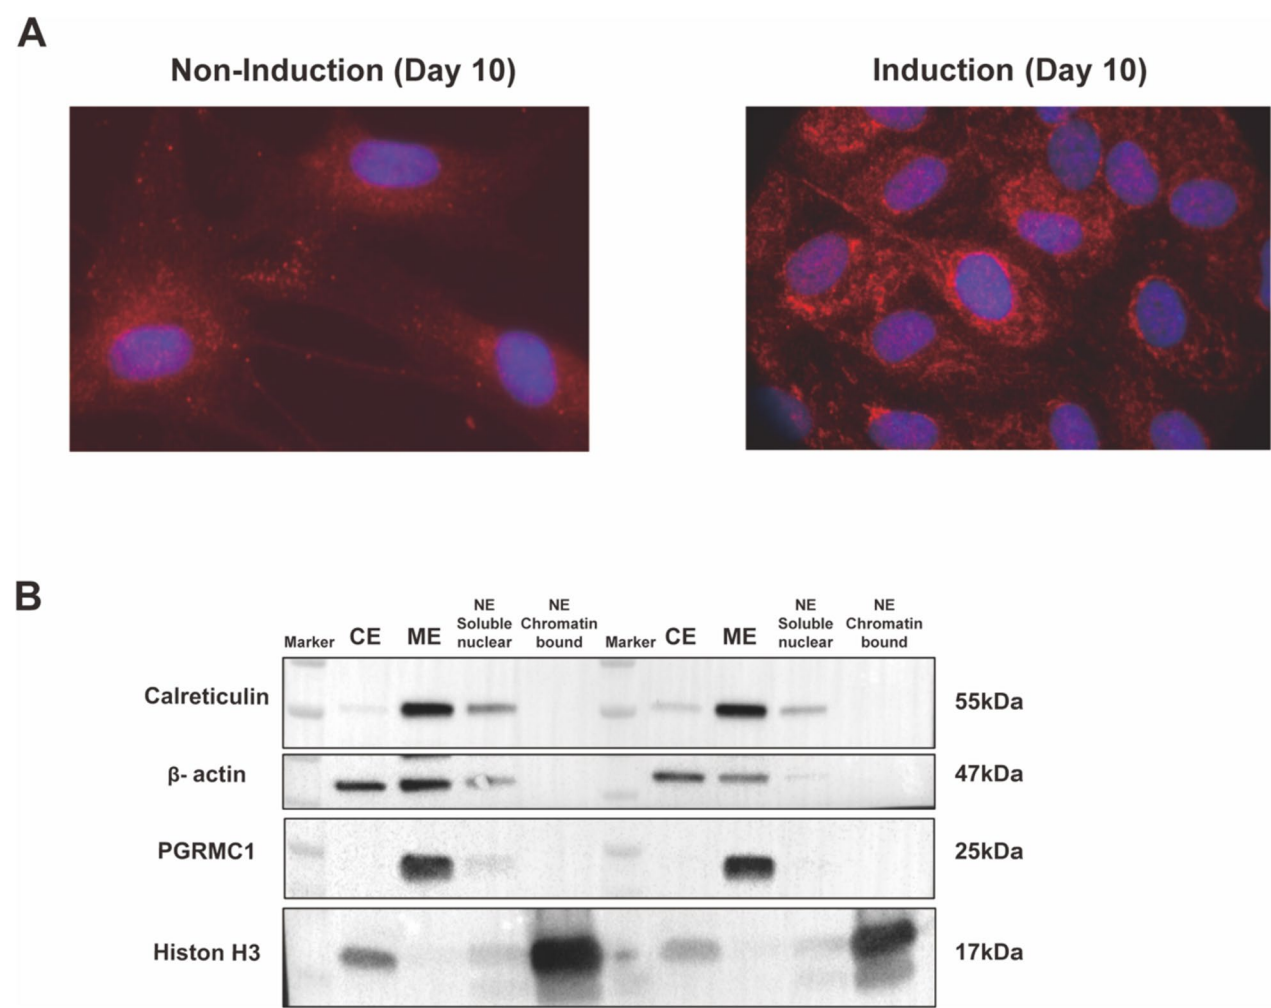 A
Non-Induction (Day 10)
Induction (Day 10)
B
Marker
CE
ME
NE
Soluble
nuclear
NE
Chromatin
bound
Marker
CE
ME
NE
Soluble
nuclear
NE
Chromatin
bound
Calreticulin
55kDa
β- actin
47kDa
PGRMC1
25kDa
Histon H3
17kDa